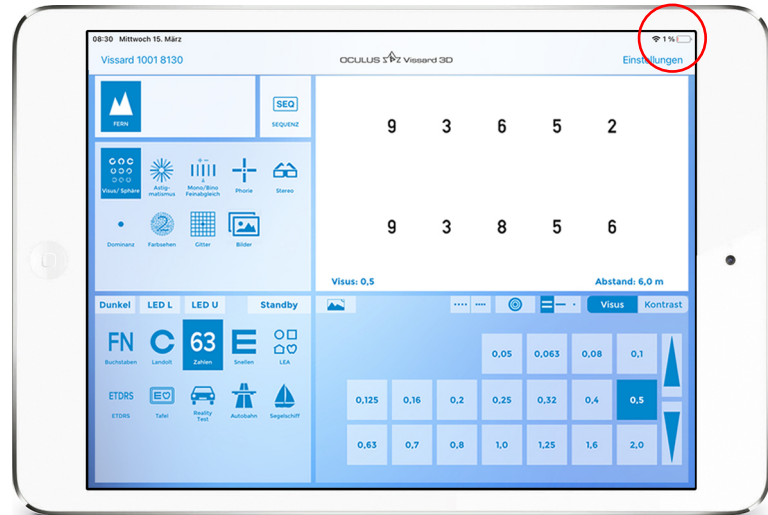 08:30 Mittwoch 15. März
1 %
Vissard 1001 8130
OCULUS Vissard 3D
Einstellungen
FERN
SEQ
SEQUENZ
Visus/ Sphäre
Astig-
matismus
Mono/Bino
Feinabgleich
Phorie
Stereo
Dominanz
2
Farbsehen
Gitter
Bilder
9 3 6 5 2
9 3 8 5 6
Visus: 0,5
Abstand: 6,0 m
Dunkel LED L LED U Standby
FN
Buchstaben
C
Landolt
63
Zahlen
E
Snellen
LEA
ETDRS
ETDRS
E
Tafel
Reality
Test
Autobahn
Segelschiff
Visus Kontrast
0,05 0,063 0,08 0,1
0,125 0,16 0,2 0,25 0,32 0,4 0,5
0,63 0,7 0,8 1,0 1,25 1,6 2,0